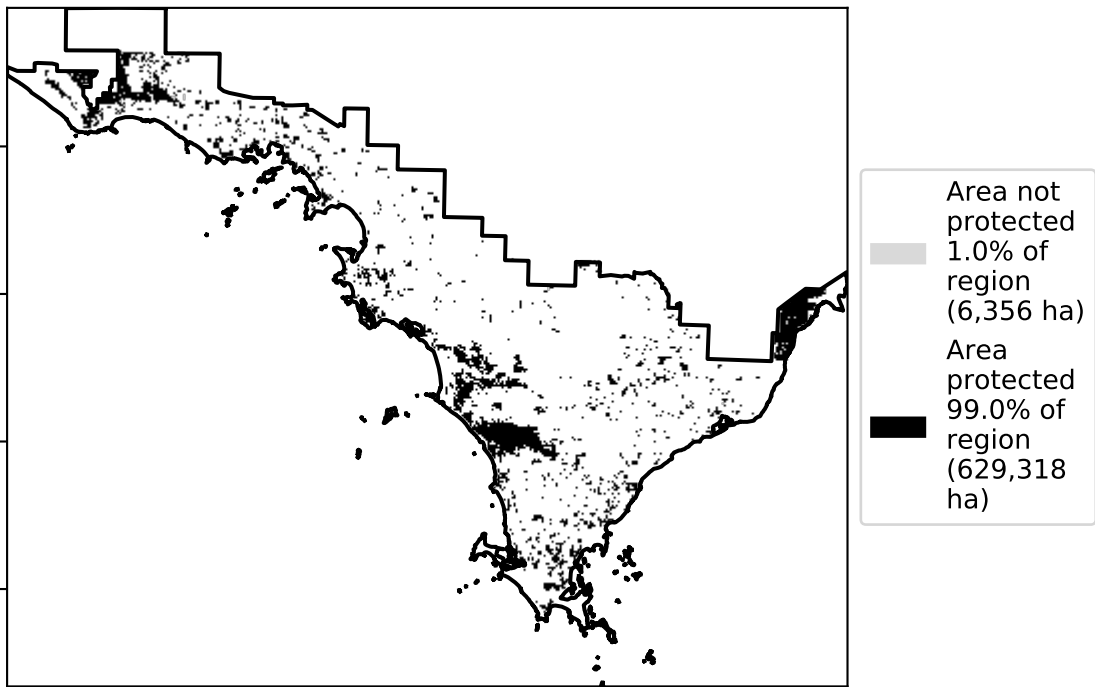 Area not
protected
1.0% of
region
(6,356 ha)
Area
protected
99.0% of
region
(629,318
ha)